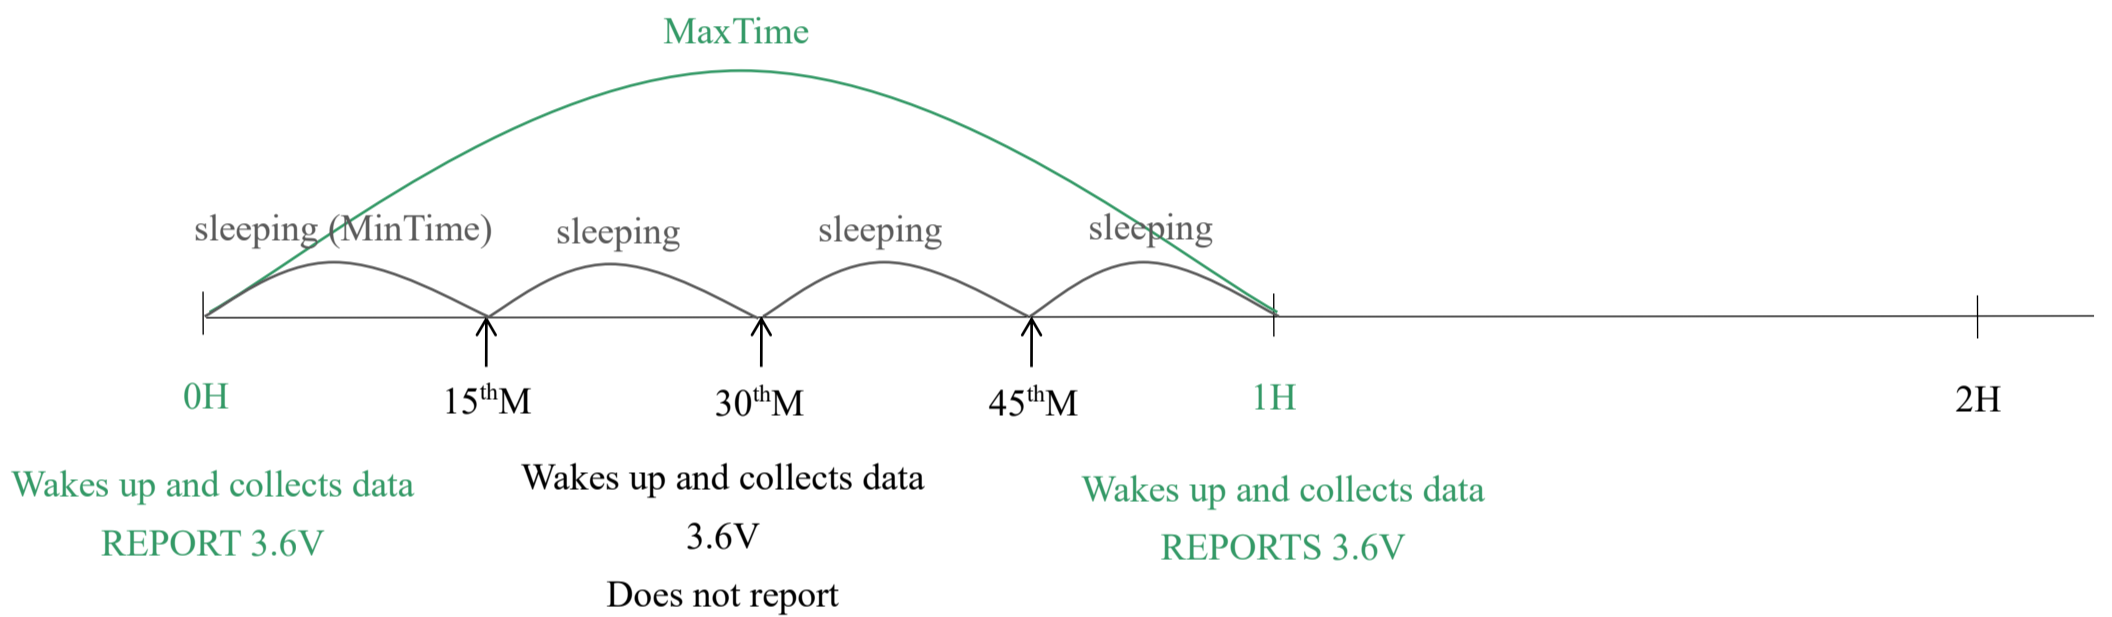 MaxTime
sleeping (MinTime)
sleeping
sleeping
sleeping
0H
15thM
30thM
45thM
1H
2H
Wakes up and collects data
REPORT 3.6V
Wakes up and collects data
3.6V
Does not report
Wakes up and collects data
REPORTS 3.6V